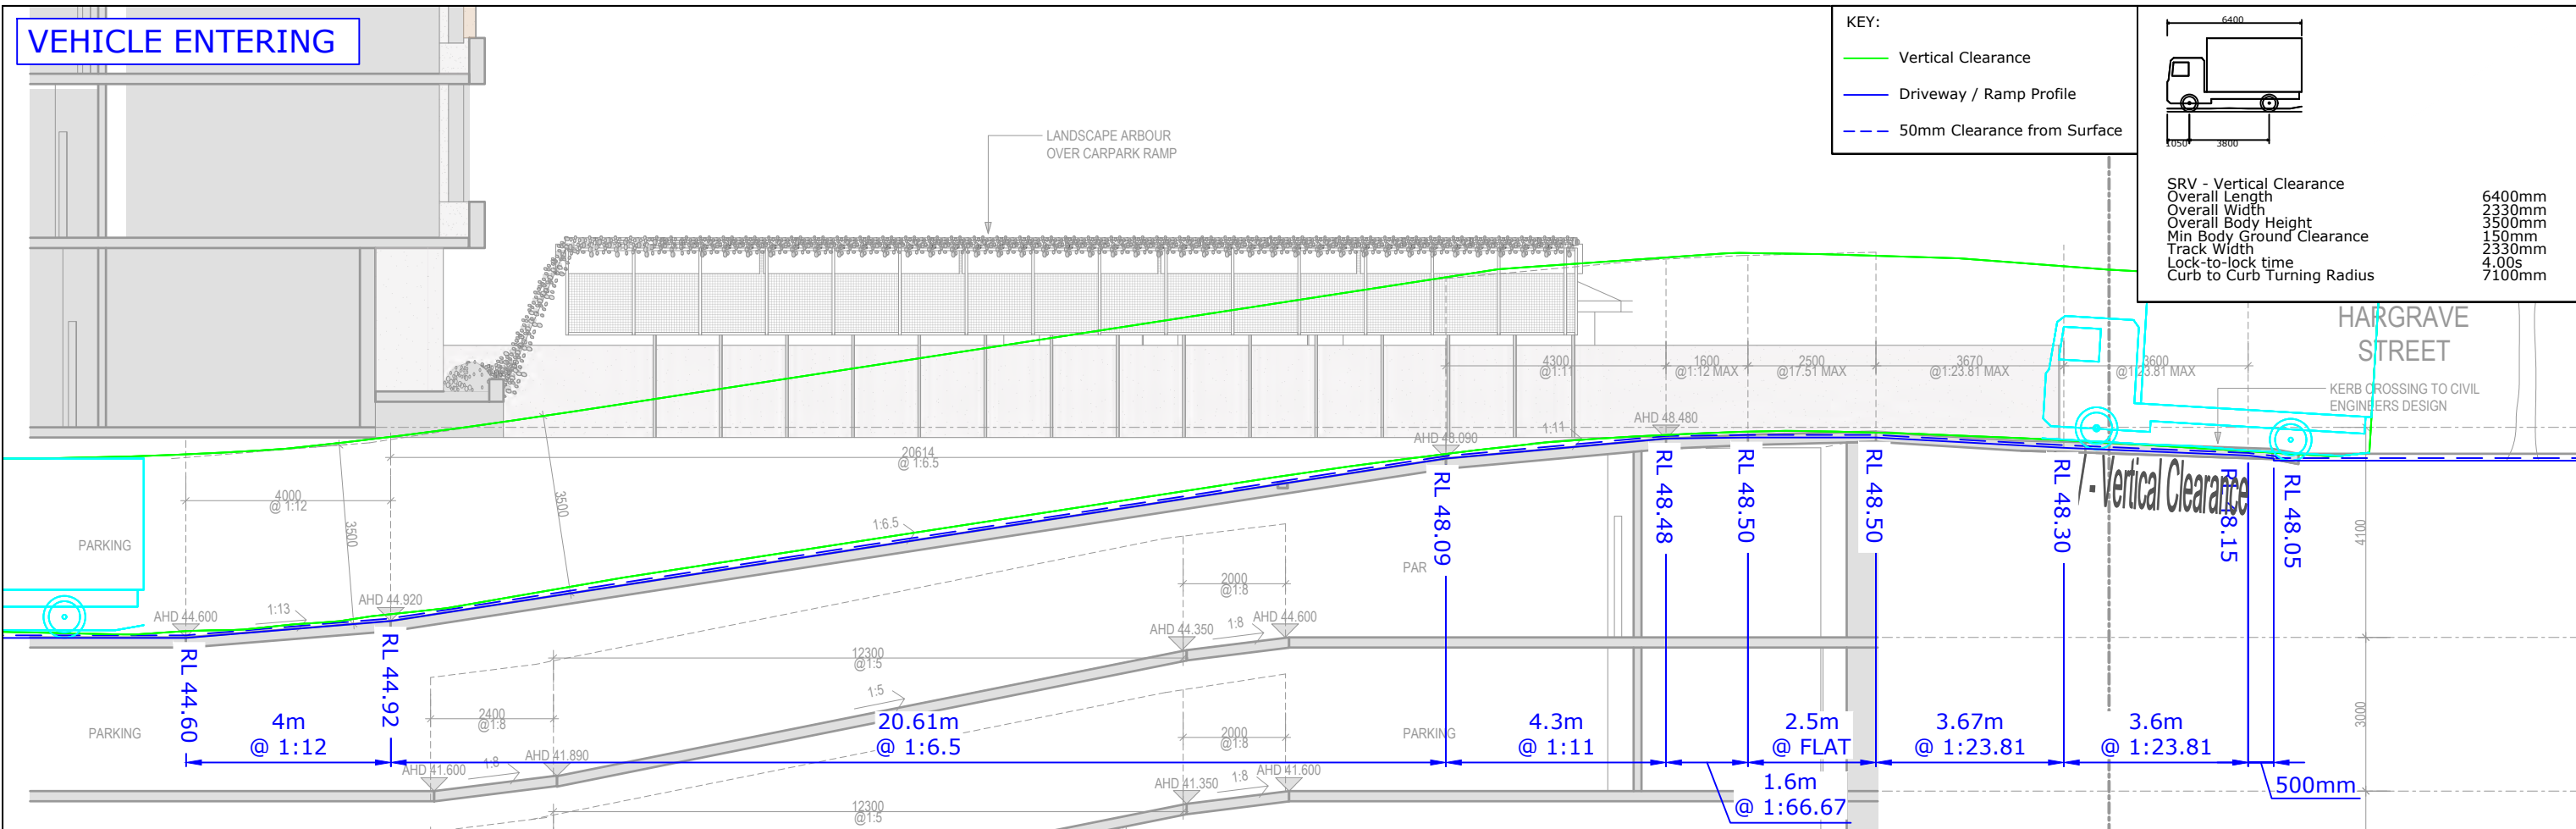 VEHICLE ENTERING
KEY:
Vertical Clearance
Driveway / Ramp Profile
50mm Clearance from Surface
6400
1050
3800
SRV - Vertical Clearance
Overall Length 6400mm
Overall Width 2330mm
Overall Body Height 3500mm
Min Body Ground Clearance 150mm
Track Width 2330mm
Lock-to-lock time 4.00s
Curb to Curb Turning Radius 7100mm
LANDSCAPE ARBOUR
OVER CARPARK RAMP
HARGRAVE
STREET
KERB CROSSING TO CIVIL
ENGINEERS DESIGN
4300
@1:11
1600
@1:12 MAX
2500
@17.51 MAX
3670
@1:23.81 MAX
3600
@1:23.81 MAX
AHD 48.480
1:11
AHD 48.090
20614
@ 1:6.5
4000
@ 1:12
3500
3500
1:6.5
PARKING
AHD 44.600
1:13
AHD 44.920
2000
@1:8
PAR
AHD 44.350
1:8
AHD 44.600
12300
@1:5
1:5
2400
@1:8
PARKING
2000
@1:8
PARKING
AHD 41.600
1:8
AHD 41.890
AHD 41.350
1:8
AHD 41.600
12300
@1:5
4100
3000
- Vertical Clearance
RL 44.60
RL 44.92
RL 48.09
RL 48.48
RL 48.50
RL 48.50
RL 48.30
RL 48.15
RL 48.05
4m
@ 1:12
20.61m
@ 1:6.5
4.3m
@ 1:11
1.6m
@ 1:66.67
2.5m
@ FLAT
3.67m
@ 1:23.81
3.6m
@ 1:23.81
500mm